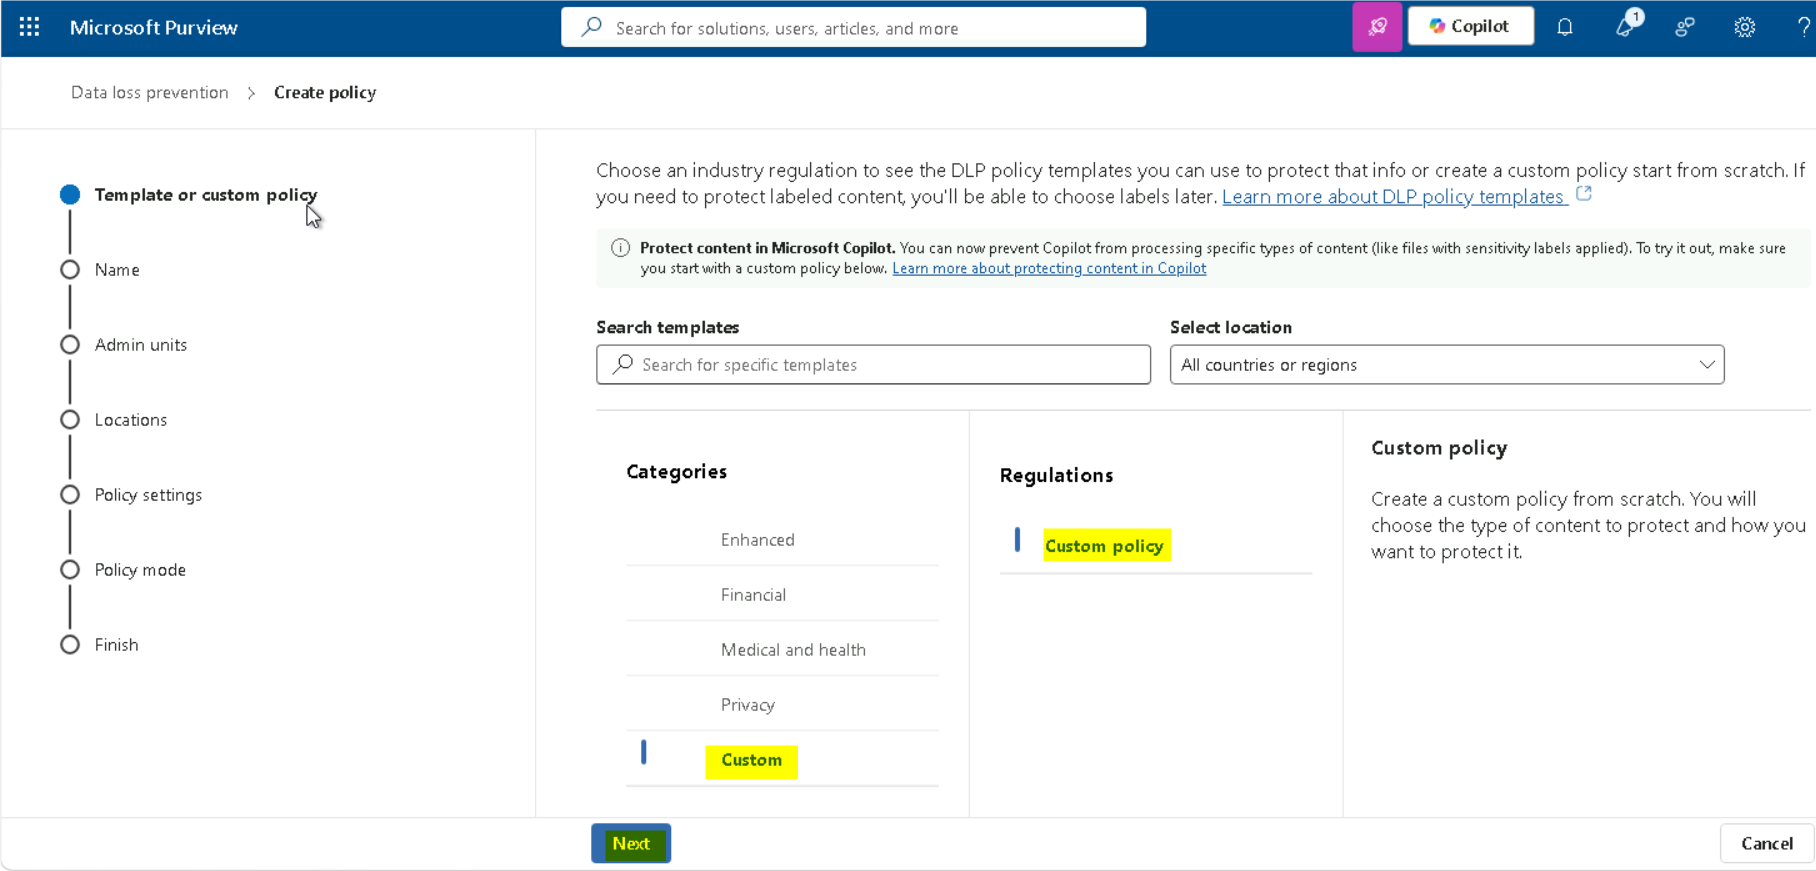 Microsoft Purview
Search for solutions, users, articles, and more
Copilot
1
?
Data loss prevention > Create policy
Template or custom policy
Name
Admin units
Locations
Policy settings
Policy mode
Finish
Choose an industry regulation to see the DLP policy templates you can use to protect that info or create a custom policy start from scratch. If
you need to protect labeled content, you'll be able to choose labels later. Learn more about DLP policy templates
Protect content in Microsoft Copilot. You can now prevent Copilot from processing specific types of content (like files with sensitivity labels applied). To try it out, make sure
you start with a custom policy below. Learn more about protecting content in Copilot
Search templates
Search for specific templates
Select location
All countries or regions
Categories
Enhanced
Financial
Medical and health
Privacy
Custom
Regulations
Custom policy
Custom policy
Create a custom policy from scratch. You will
choose the type of content to protect and how you
want to protect it.
Next
Cancel